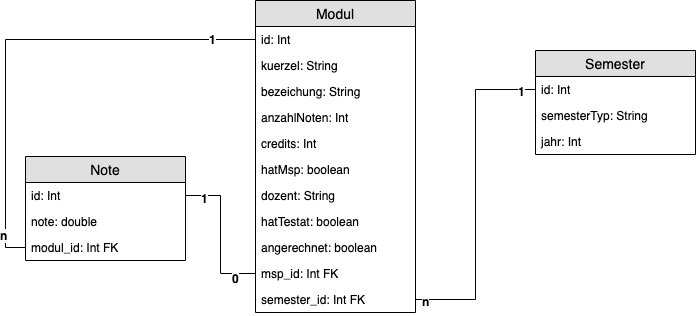 Modul
id: Int
kuerzel: String
bezeichung: String
anzahlNoten: Int
credits: Int
hatMsp: boolean
dozent: String
hatTestat: boolean
angerechnet: boolean
msp_id: Int FK
semester_id: Int FK
Semester
id: Int
semesterTyp: String
jahr: Int
Note
id: Int
note: double
modul_id: Int FK
1
n
1
0
1
n